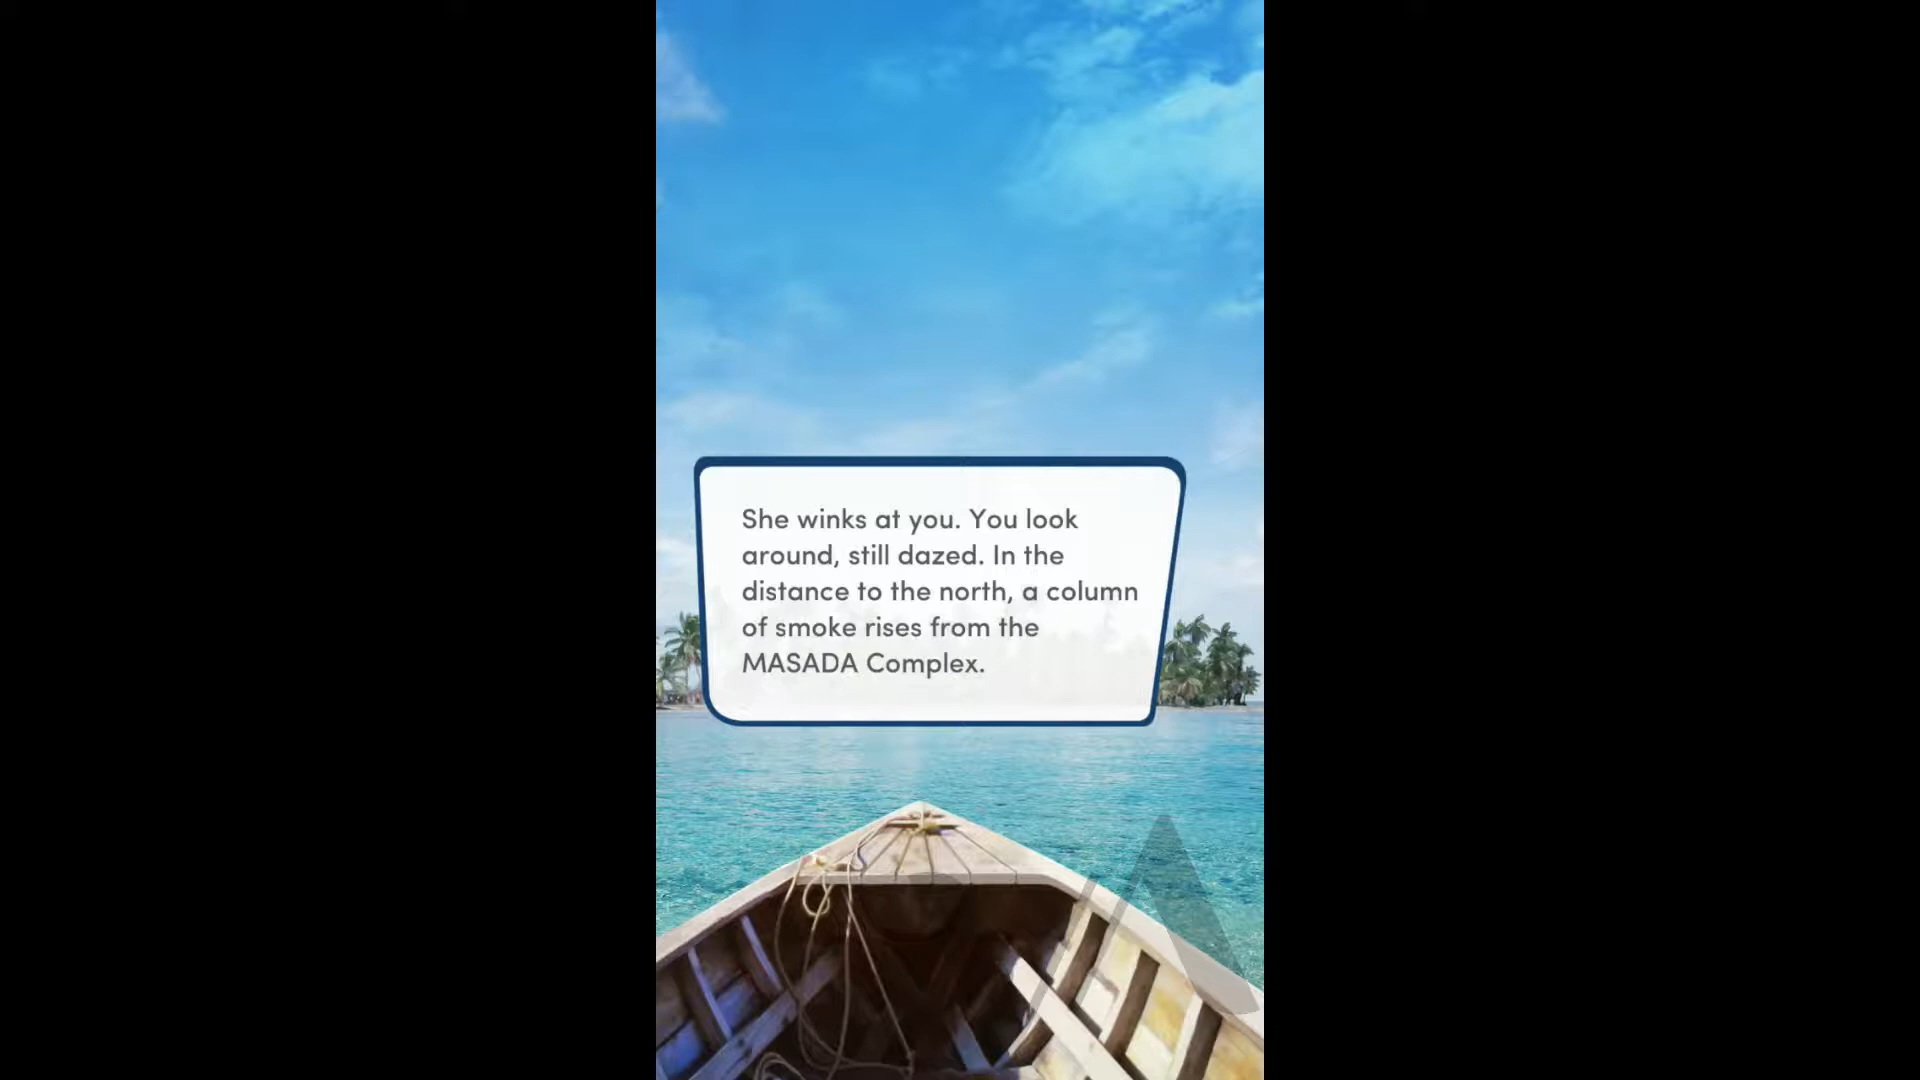 She winks at you. You look
around, still dazed. In the
distance to the north, a column
of smoke rises from the
MASADA Complex.